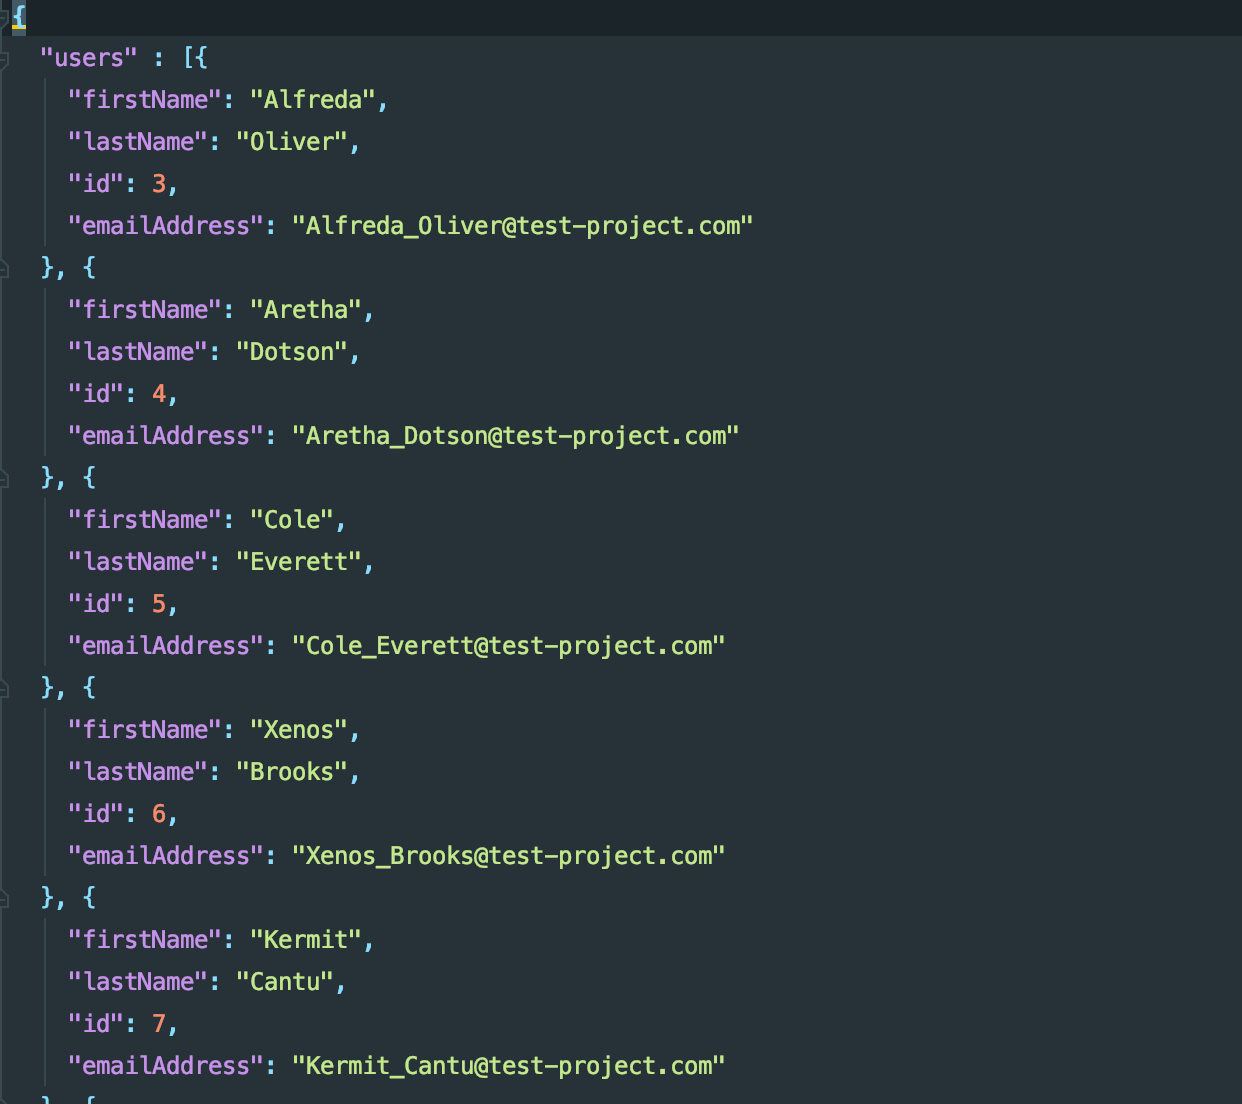 {
"users" : [{
"firstName": "Alfreda",
"lastName": "Oliver",
"id": 3,
"emailAddress": "Alfreda_Oliver@test-project.com"
}, {
"firstName": "Aretha",
"lastName": "Dotson",
"id": 4,
"emailAddress": "Aretha_Dotson@test-project.com"
}, {
"firstName": "Cole",
"lastName": "Everett",
"id": 5,
"emailAddress": "Cole_Everett@test-project.com"
}, {
"firstName": "Xenos",
"lastName": "Brooks",
"id": 6,
"emailAddress": "Xenos_Brooks@test-project.com"
}, {
"firstName": "Kermit",
"lastName": "Cantu",
"id": 7,
"emailAddress": "Kermit_Cantu@test-project.com"
}, {